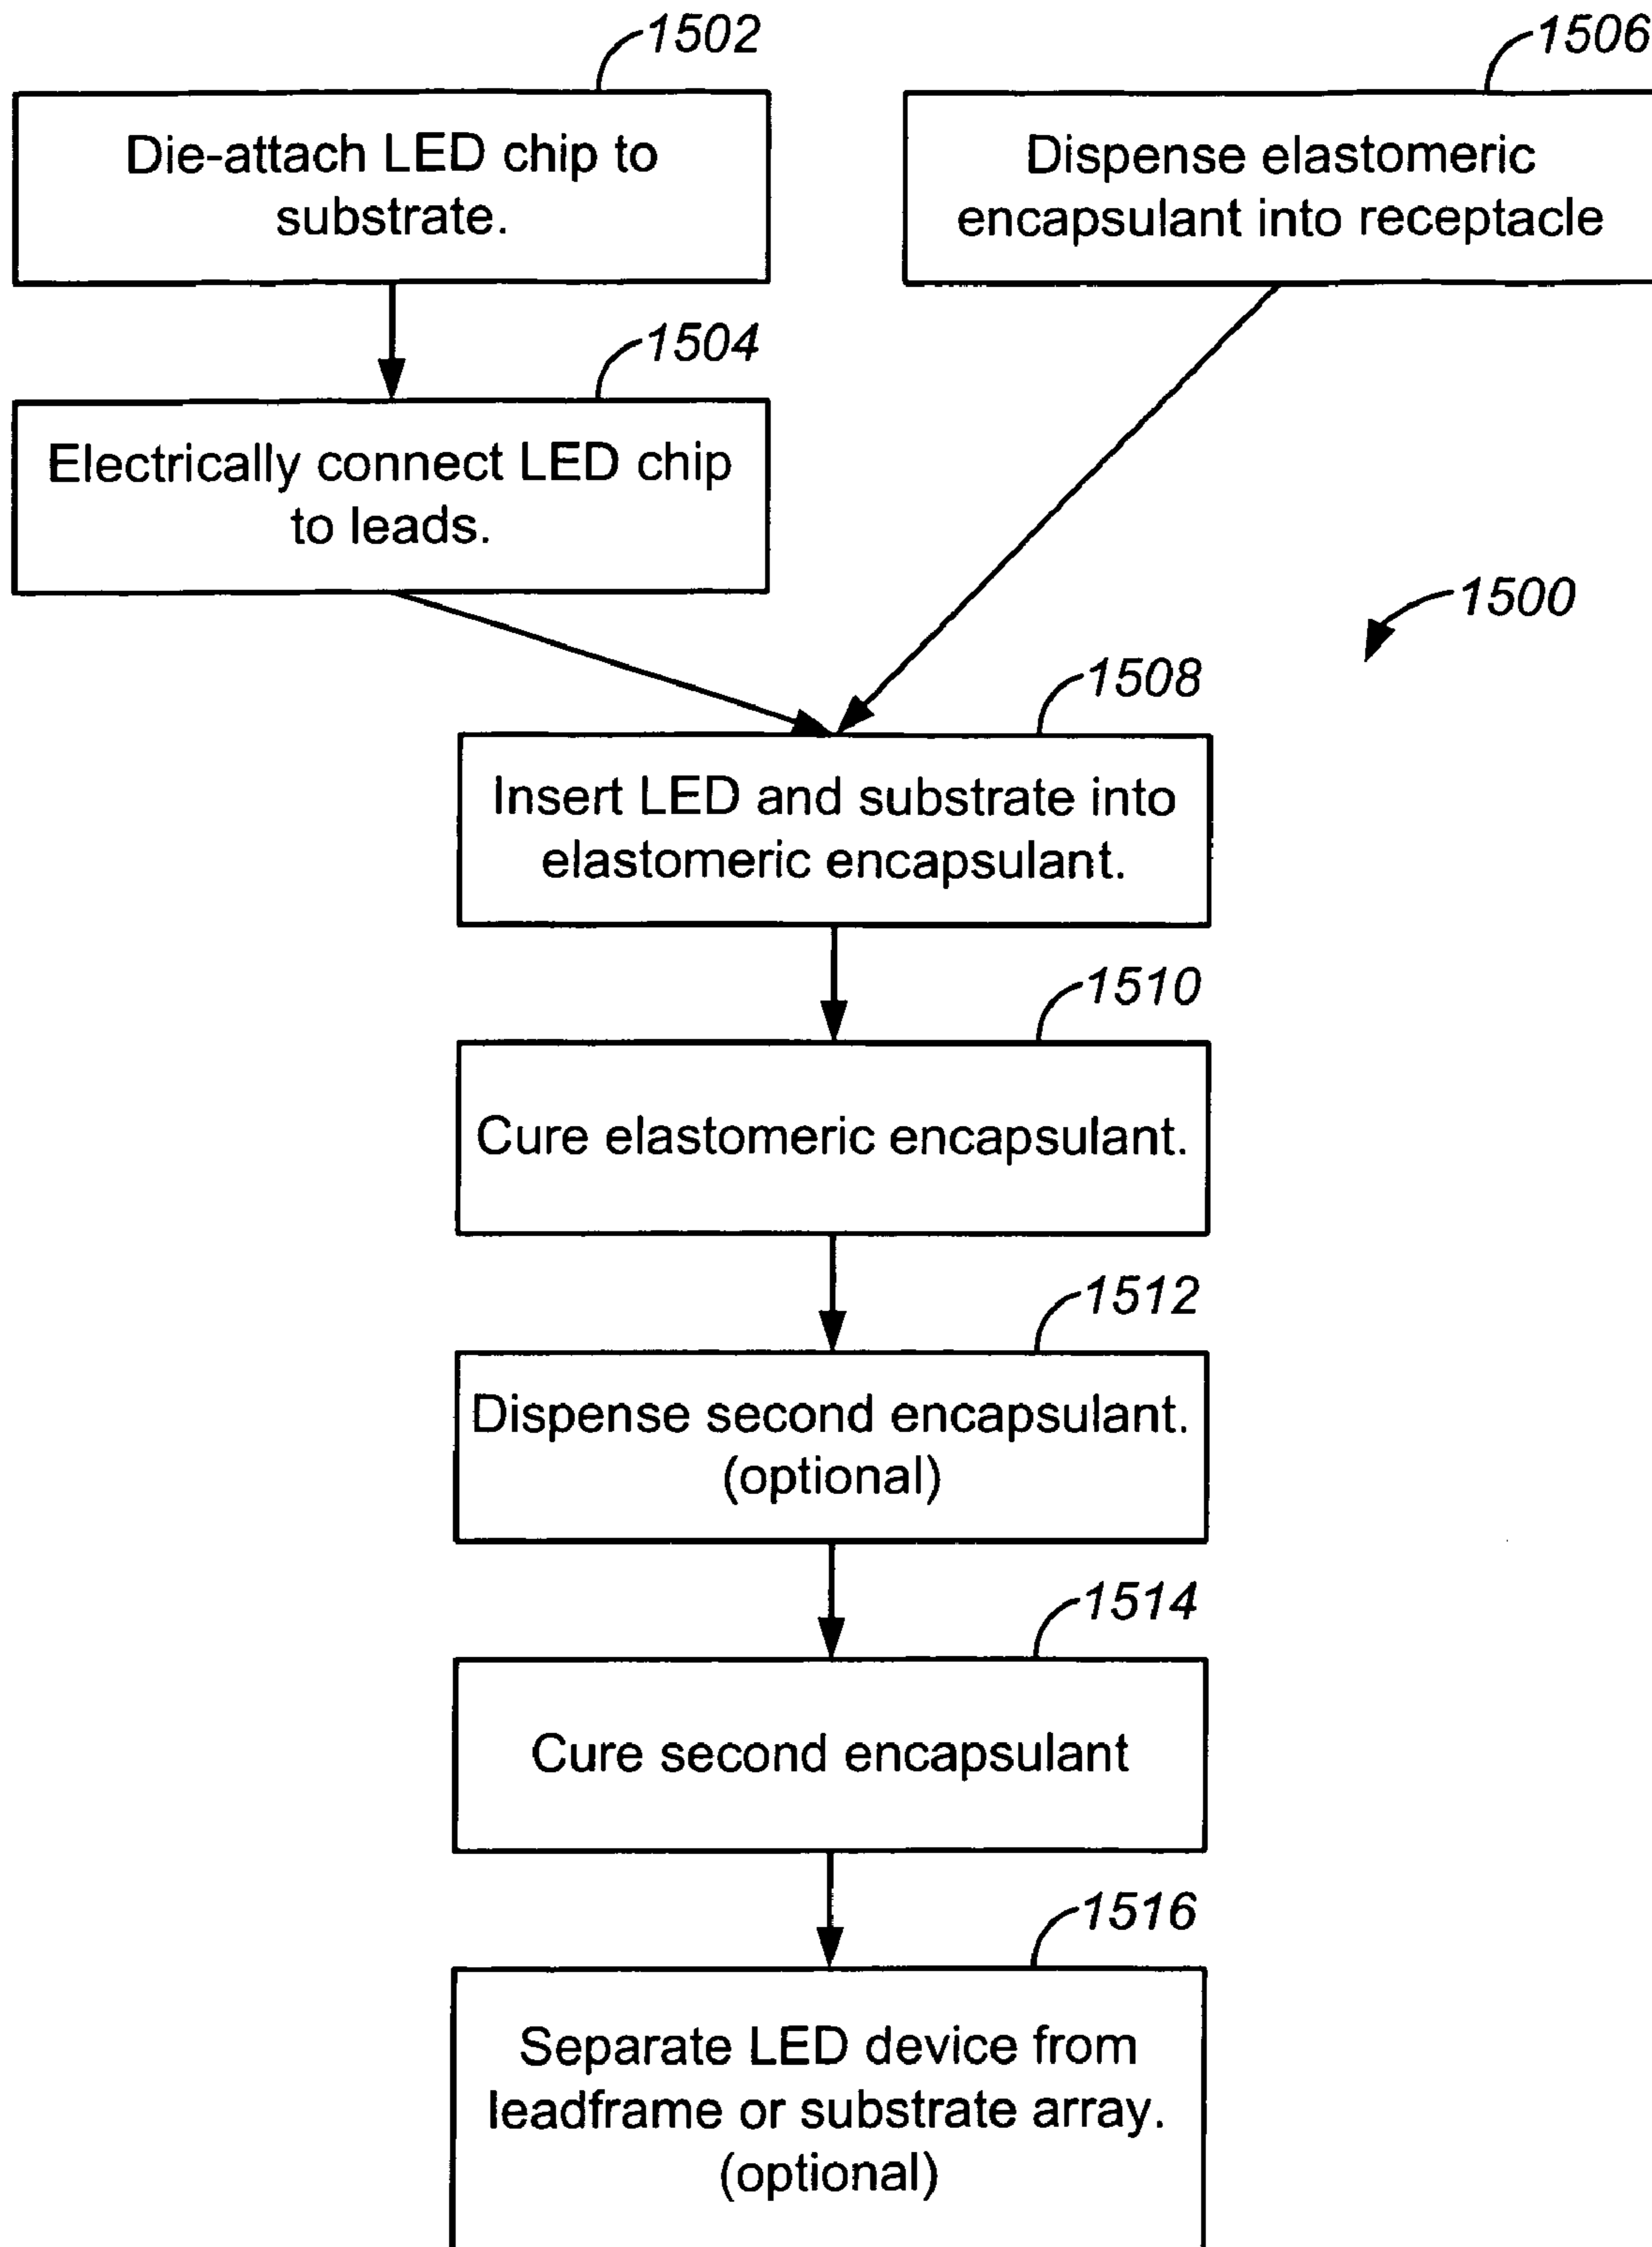 1502
Die-attach LED chip to
substrate.
1506
Dispense elastomeric
encapsulant into receptacle
1504
Electrically connect LED chip
to leads.
1500
1508
Insert LED and substrate into
elastomeric encapsulant.
1510
Cure elastomeric encapsulant.
1512
Dispense second encapsulant.
(optional)
1514
Cure second encapsulant
1516
Separate LED device from
leadframe or substrate array.
(optional)